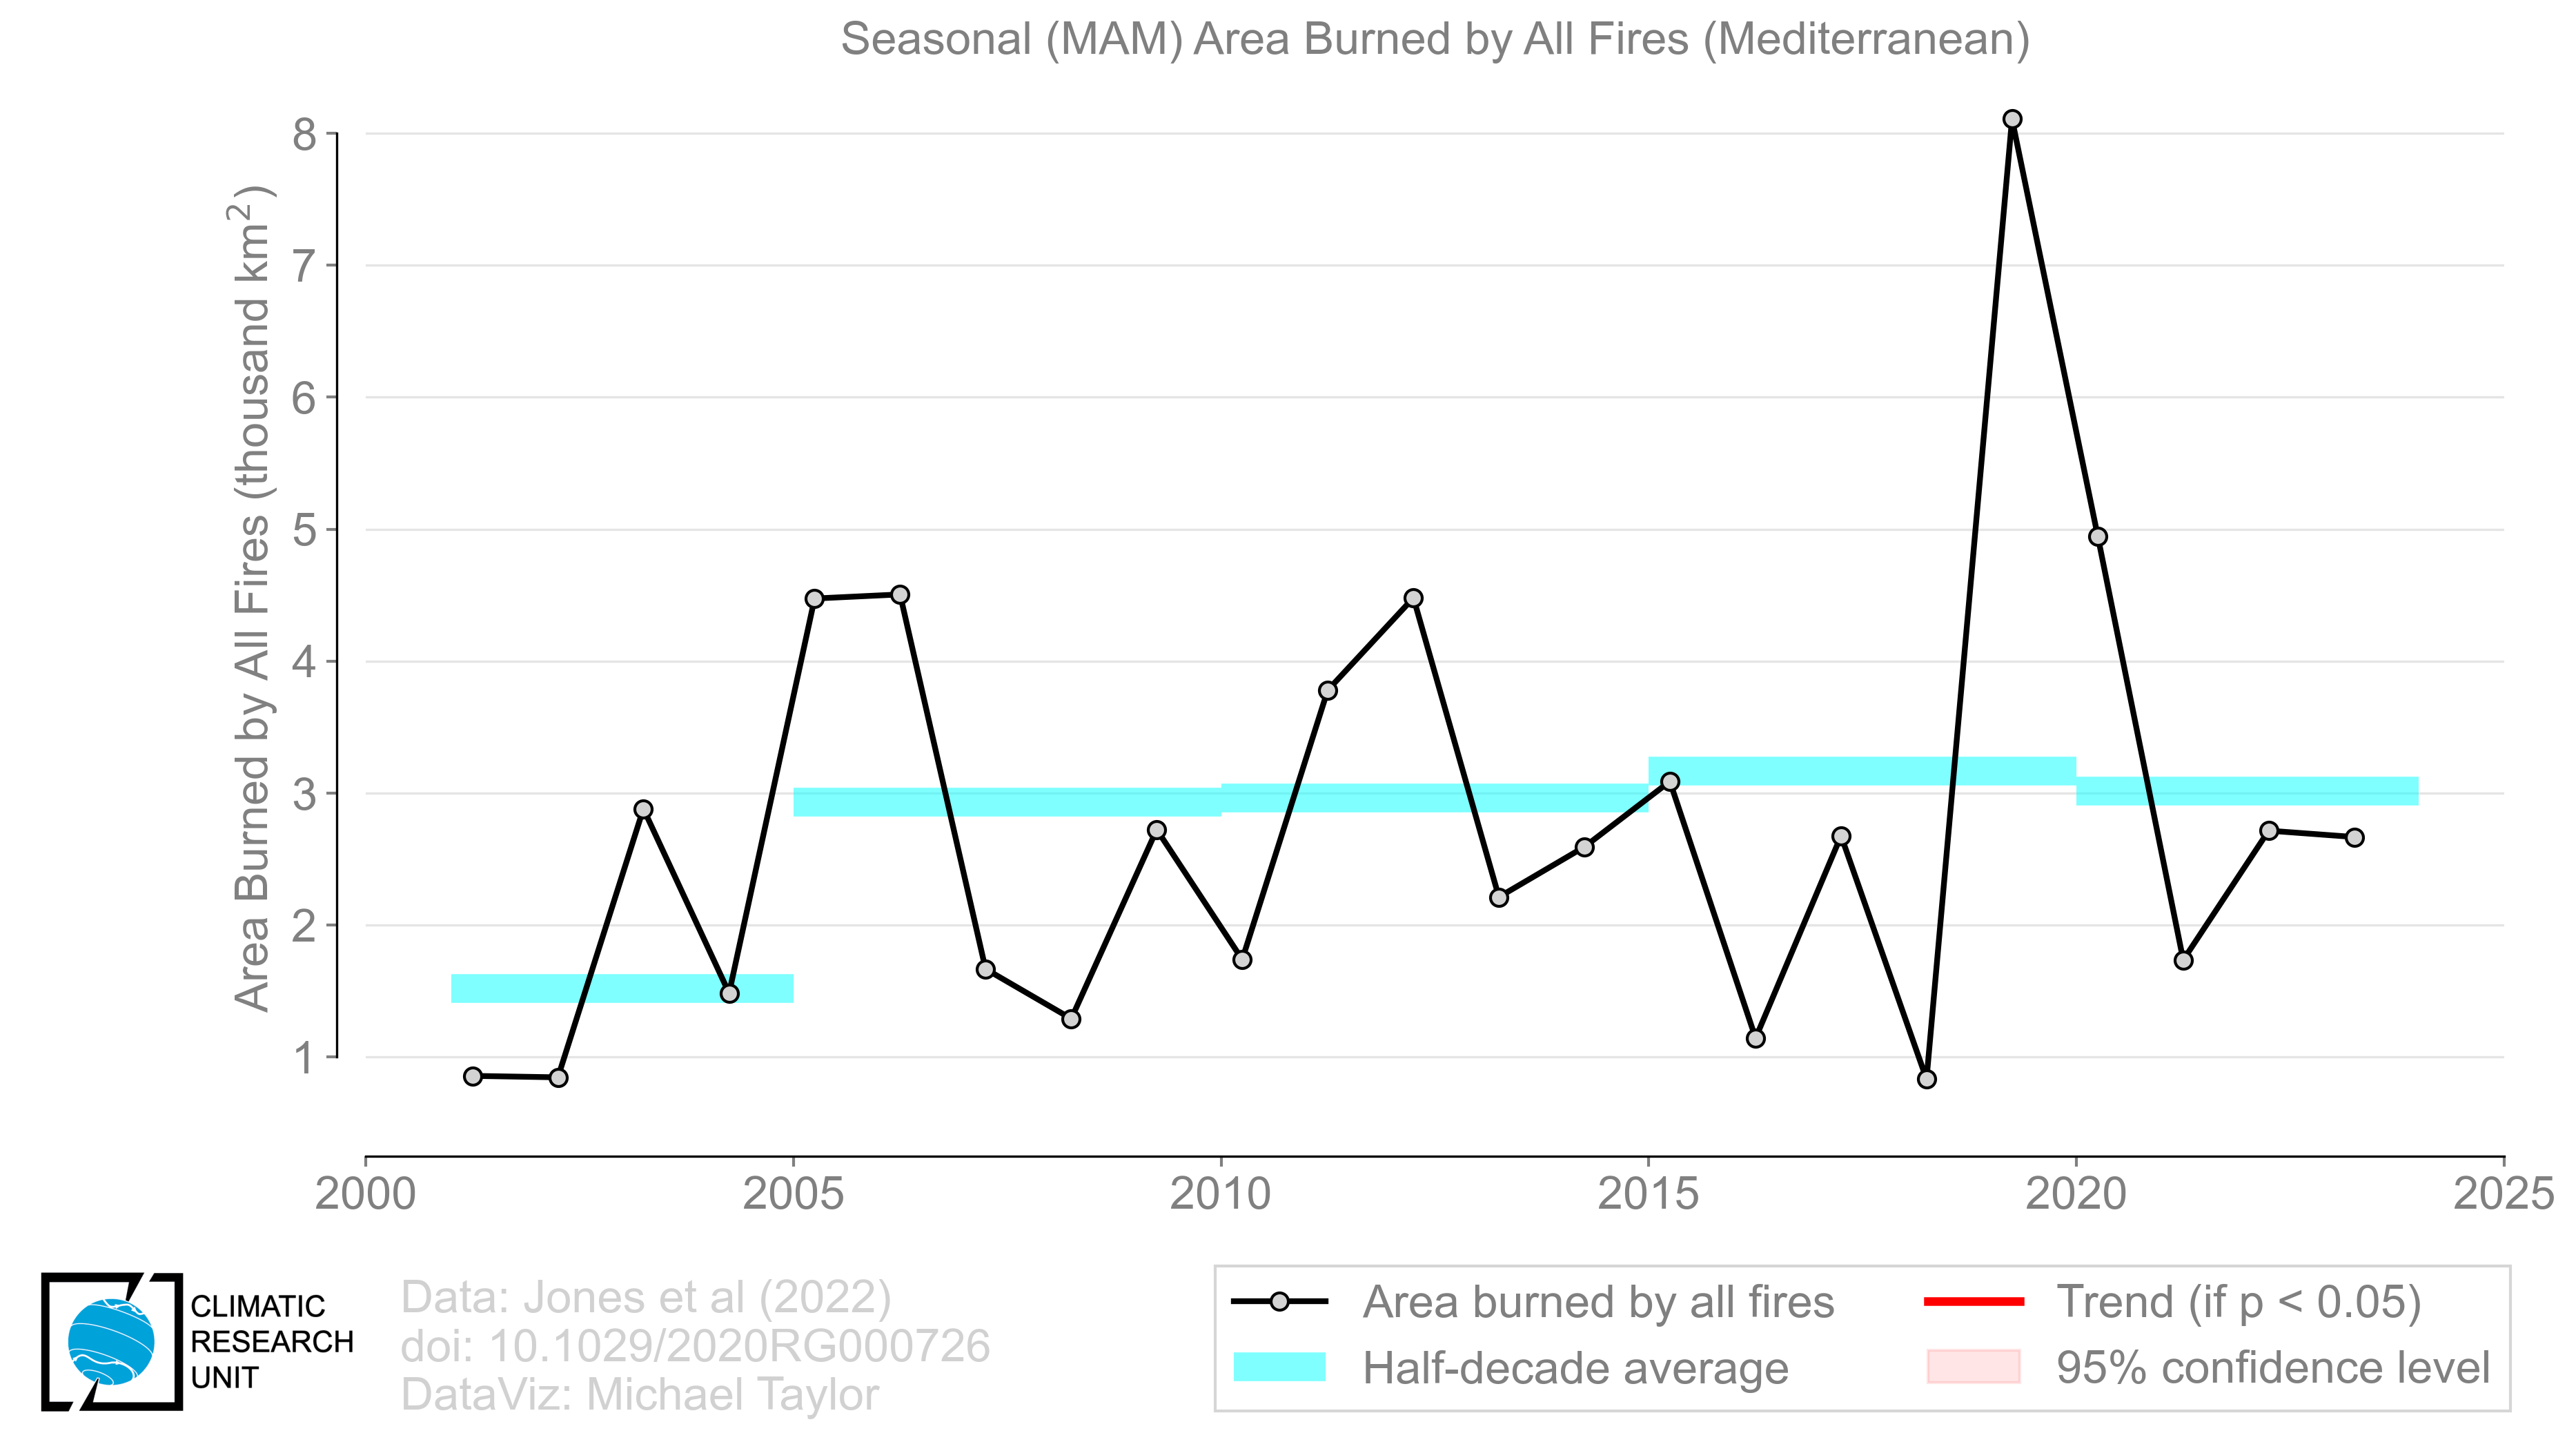 Seasonal (MAM) Area Burned by All Fires (Mediterranean)
Area Burned by All Fires (thousand km²)
8
7
6
5
4
3
2
1
2000 2005 2010 2015 2020 2025
CLIMATIC
RESEARCH
UNIT
Data: Jones et al (2022)
doi: 10.1029/2020RG000726
DataViz: Michael Taylor
Area burned by all fires
Half-decade average
Trend (if p < 0.05)
95% confidence level